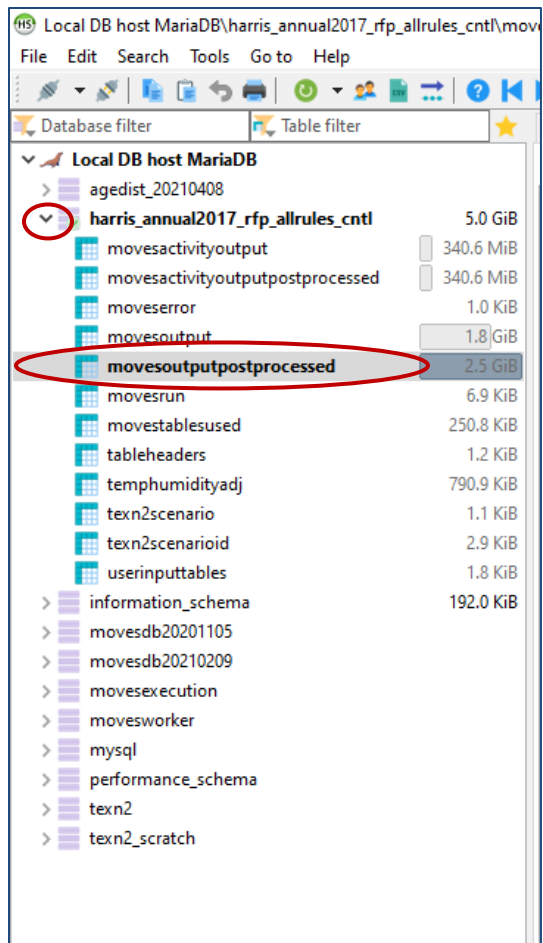 HS Local DB host MariaDB\harris_annual2017_rfp_allrules_cntl\mov
File Edit Search Tools Go to Help
csv
Database filter Table filter
Local DB host MariaDB
agedist_20210408
harris_annual2017_rfp_allrules_cntl 5.0 GiB
movesactivityoutput 340.6 MiB
movesactivityoutputpostprocessed 340.6 MiB
moveserror 1.0 KiB
movesoutput 1.8 GiB
movesoutputpostprocessed 2.5 GiB
movesrun 6.9 KiB
movestablesused 250.8 KiB
tableheaders 1.2 KiB
temphumidityadj 790.9 KiB
texn2scenario 1.1 KiB
texn2scenarioid 2.9 KiB
userinputtables 1.8 KiB
information_schema 192.0 KiB
movesdb20201105
movesdb20210209
movesexecution
movesworker
mysql
performance_schema
texn2
texn2_scratch